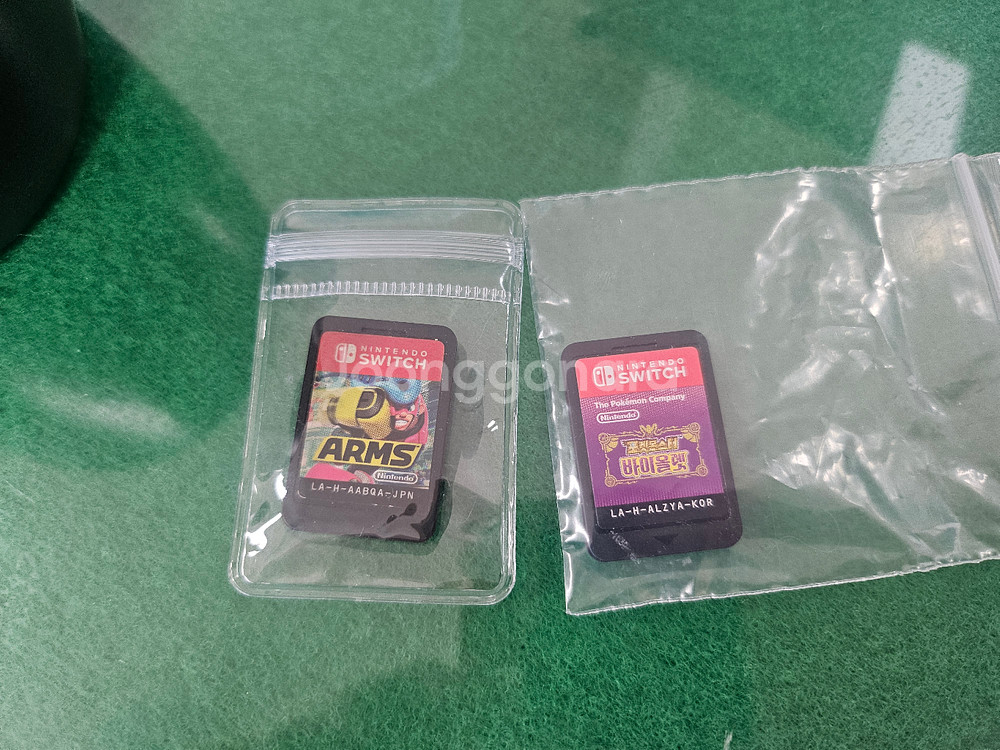 NINTENDO
SWITCH
ARMS
Nintendo
LA-H-AABQA-JPN
NINTENDO
SWITCH
The Pokémon Company
Nintendo
포켓몬스터
바이올렛
LA-H-ALZYA-KOR
Joonggonara